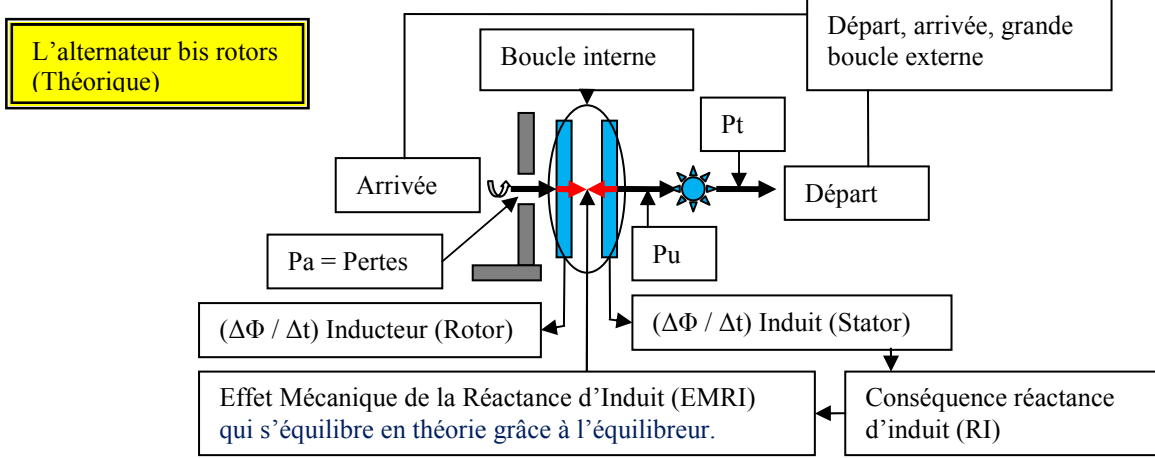 L’alternateur bis rotors
(Théorique)
Départ, arrivée, grande
boucle externe
Boucle interne
Pt
Arrivée
Départ
Pa = Pertes
Pu
(ΔΦ / Δt) Inducteur (Rotor)
(ΔΦ / Δt) Induit (Stator)
Effet Mécanique de la Réactance d’Induit (EMRI)
qui s’équilibre en théorie grâce à l’équilibreur.
Conséquence réactance
d’induit (RI)